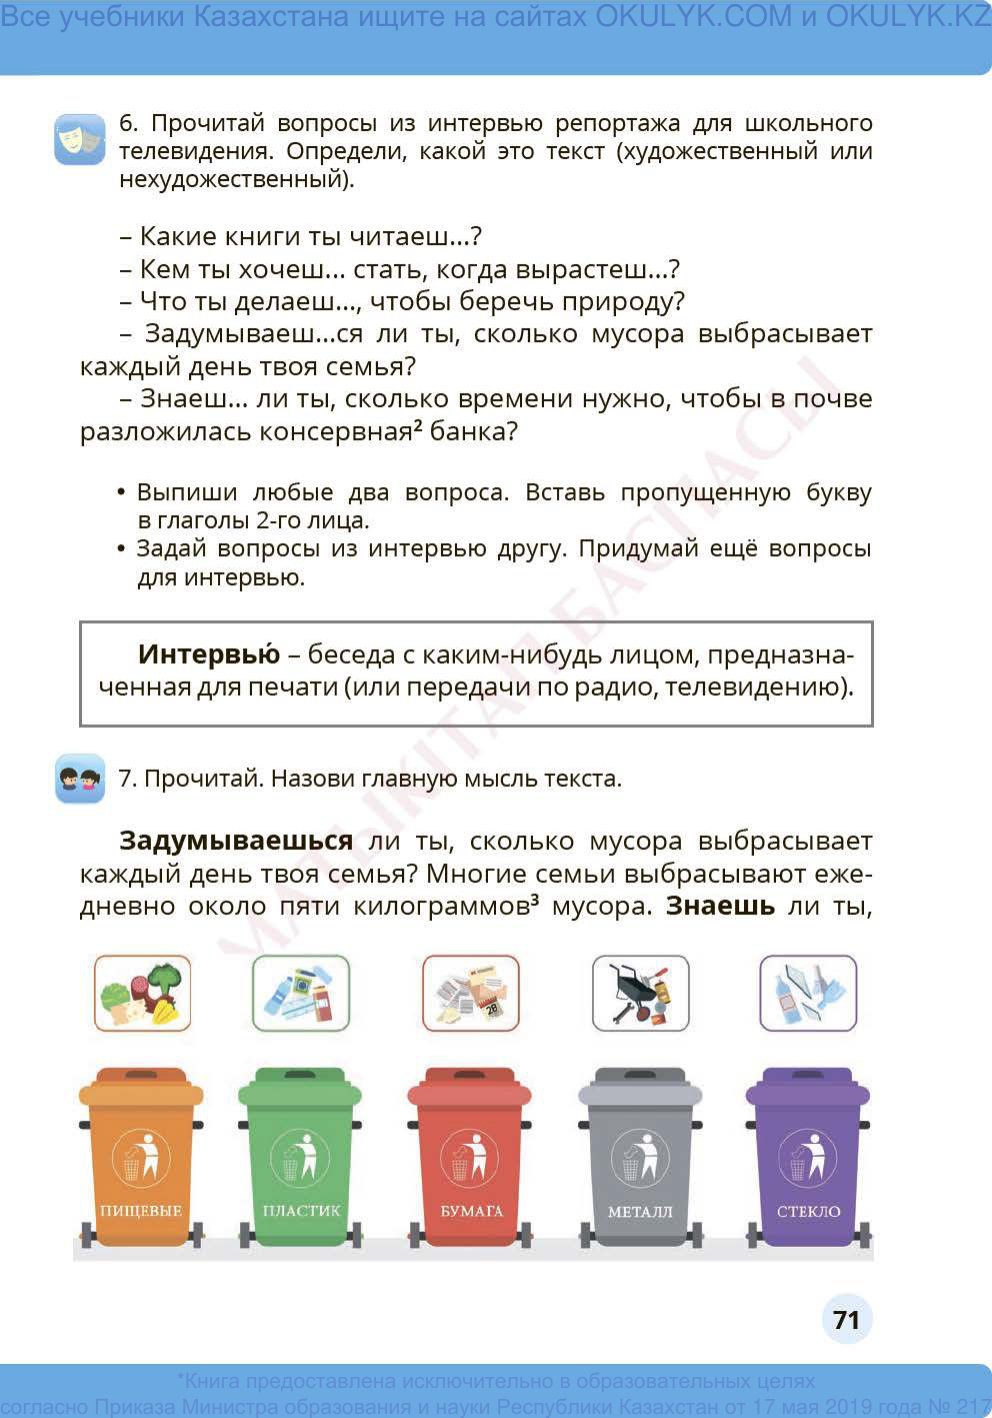 Все учебники Казахстана ищите на сайтах OKULYK.COM и OKULYK.KZ
6. Прочитай вопросы из интервью репортажа для школьного
телевидения. Определи, какой это текст (художественный или
нехудожественный).
– Какие книги ты читаеш...?
– Кем ты хочеш... стать, когда вырастеш...?
– Что ты делаеш..., чтобы беречь природу?
– Задумываеш...ся ли ты, сколько мусора выбрасывает
каждый день твоя семья?
– Знаеш... ли ты, сколько времени нужно, чтобы в почве
разложилась консервная² банка?
• Выпиши любые два вопроса. Вставь пропущенную букву
в глаголы 2-го лица.
• Задай вопросы из интервью другу. Придумай ещё вопросы
для интервью.
Интервью́ – беседа с каким-нибудь лицом, предназна-
ченная для печати (или передачи по радио, телевидению).
7. Прочитай. Назови главную мысль текста.
Задумываешься ли ты, сколько мусора выбрасывает
каждый день твоя семья? Многие семьи выбрасывают еже-
дневно около пяти килограммов³ мусора. Знаешь ли ты,
28
ПИЩЕВЫЕ ПЛАСТИК БУМАГА МЕТАЛЛ СТЕКЛО
71
АТЫКІТАП БАСПАСЫ
*Книга предоставлена исключительно в образовательных целях
согласно Приказа Министра образования и науки Республики Казахстан от 17 мая 2019 года № 217